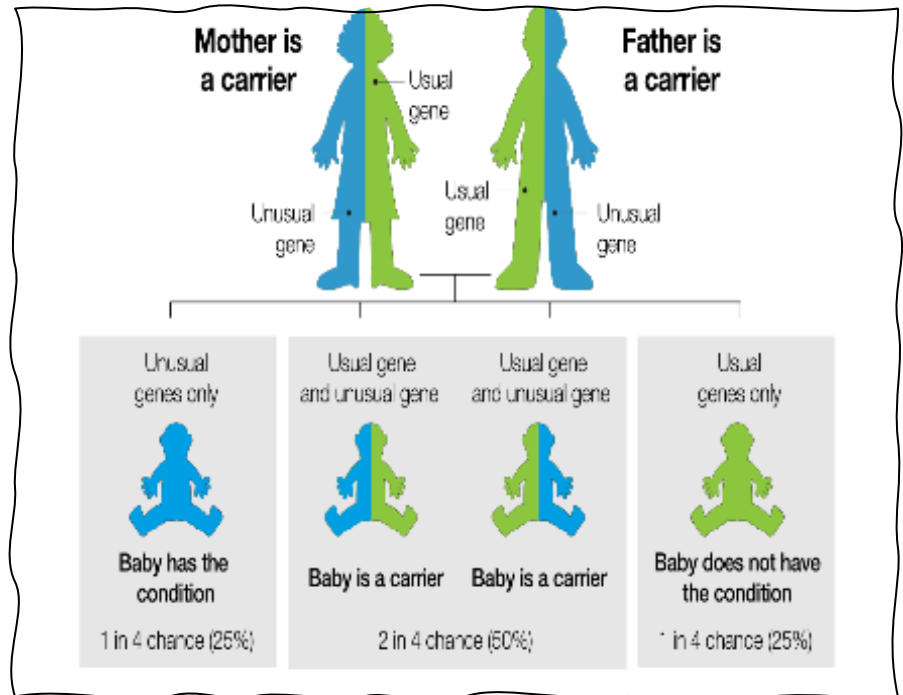 Mother is
a carrier
Father is
a carrier
Usual
gene
Unusual
gene
Usual
gene
Unusual
gene
Unusual
genes only
Usual gene
and unusual gene
Usual gene
and unusual gene
Usual
genes only
Baby has the
condition
Baby is a carrier
Baby is a carrier
Baby does not have
the condition
1 in 4 chance (25%)
2 in 4 chance (50%)
1 in 4 chance (25%)